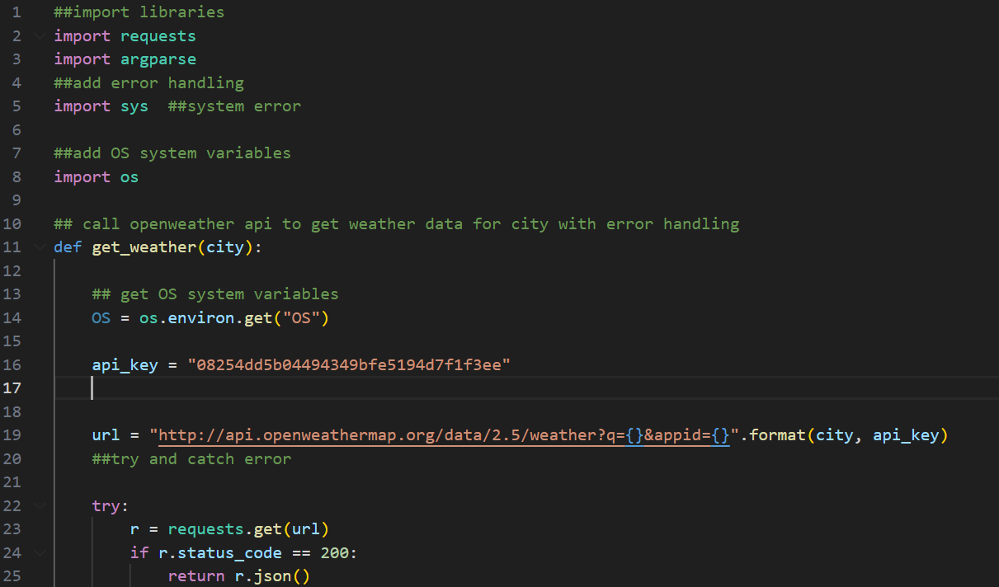 1 ##import libraries
2 import requests
3 import argparse
4 ##add error handling
5 import sys  ##system error
6
7 ##add OS system variables
8 import os
9
10 ## call openweather api to get weather data for city with error handling
11 def get_weather(city):
12
13     ## get OS system variables
14     OS = os.environ.get("OS")
15
16     api_key = "08254dd5b04494349bfe5194d7f1f3ee"
17
18
19     url = "http://api.openweathermap.org/data/2.5/weather?q={}&appid={}".format(city, api_key)
20     ##try and catch error
21
22     try:
23         r = requests.get(url)
24         if r.status_code == 200:
25             return r.json()